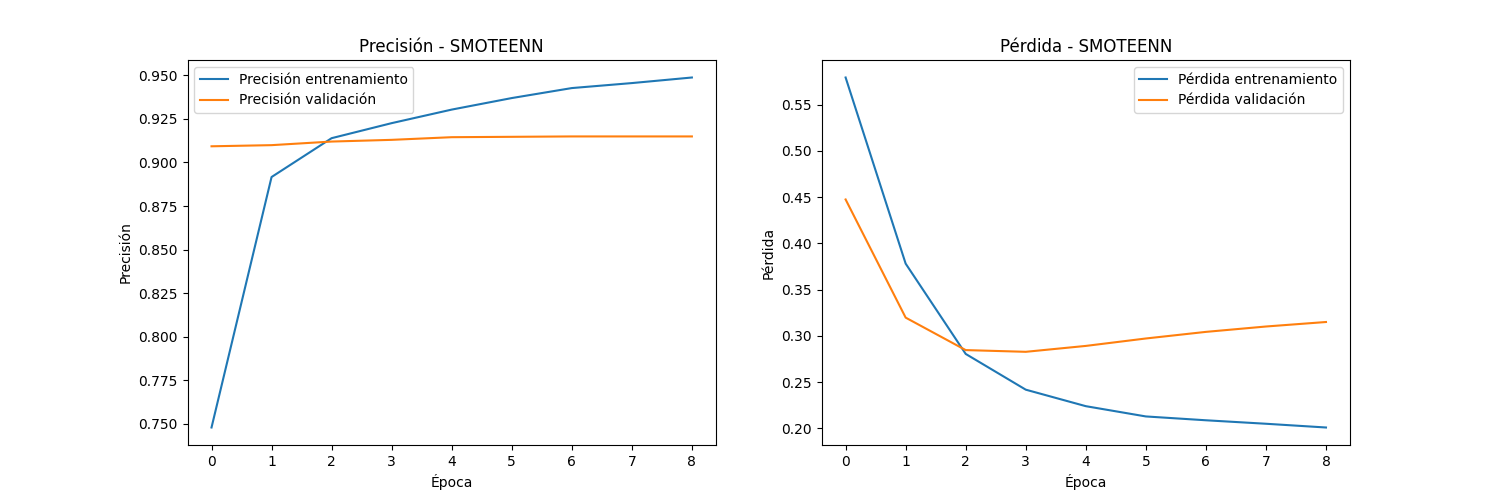 Precisión - SMOTEENN
Precisión entrenamiento
Precisión validación
0.950
0.925
0.900
0.875
0.850
0.825
0.800
0.775
0.750
Precisión
0 1 2 3 4 5 6 7 8
Época
Pérdida - SMOTEENN
Pérdida entrenamiento
Pérdida validación
0.55
0.50
0.45
0.40
0.35
0.30
0.25
0.20
Pérdida
0 1 2 3 4 5 6 7 8
Época